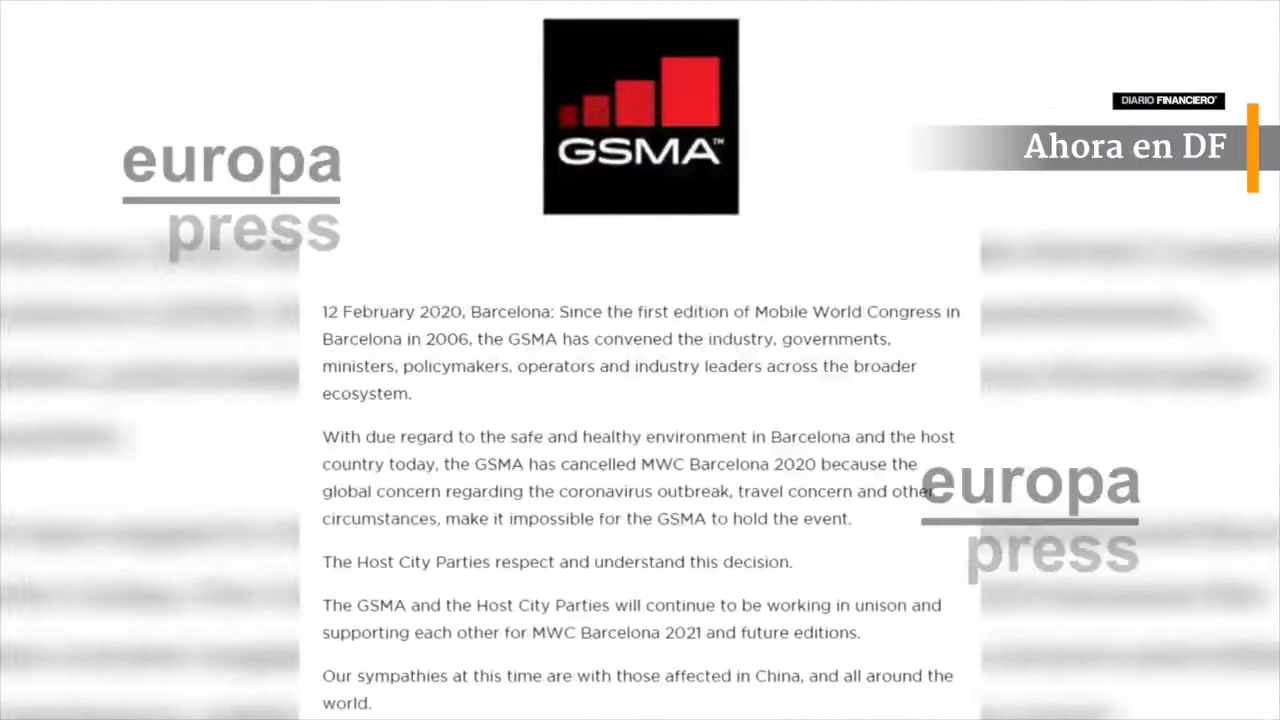 GSMA™
DIARIO FINANCIERO
Ahora en DF
europa
press
12 February 2020, Barcelona: Since the first edition of Mobile World Congress in
Barcelona in 2006, the GSMA has convened the industry, governments,
ministers, policymakers, operators and industry leaders across the broader
ecosystem.
With due regard to the safe and healthy environment in Barcelona and the host
country today, the GSMA has cancelled MWC Barcelona 2020 because the
global concern regarding the coronavirus outbreak, travel concern and other
circumstances, make it impossible for the GSMA to hold the event.
europa
press
The Host City Parties respect and understand this decision.
The GSMA and the Host City Parties will continue to be working in unison and
supporting each other for MWC Barcelona 2021 and future editions.
Our sympathies at this time are with those affected in China, and all around the
world.